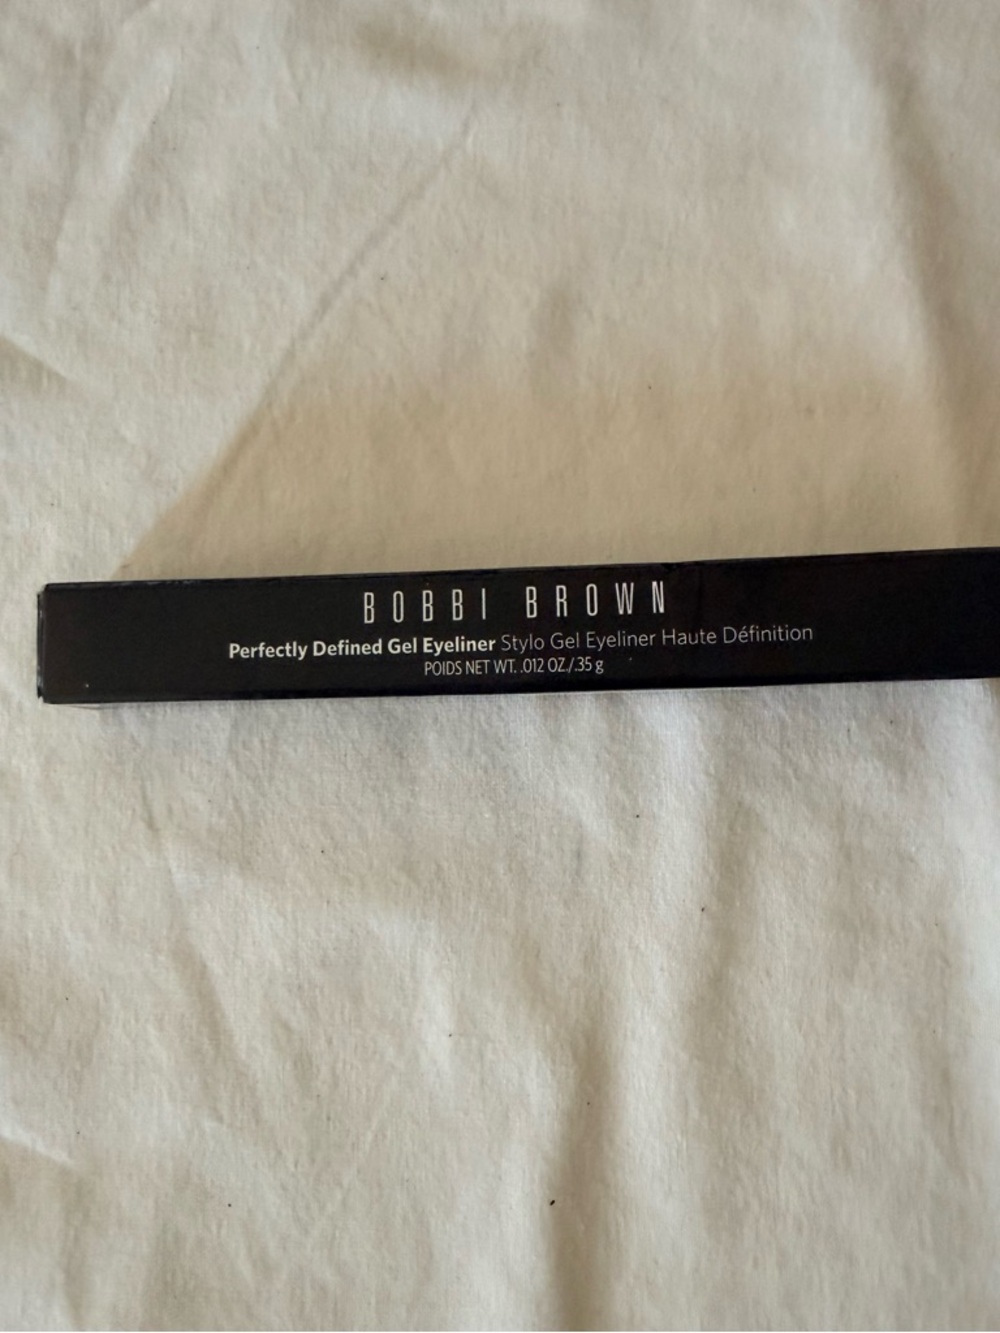 BOBBI BROWN
Perfectly Defined Gel Eyeliner Stylo Gel Eyeliner Haute Définition
POIDS NET WT. .012 OZ./.35 g